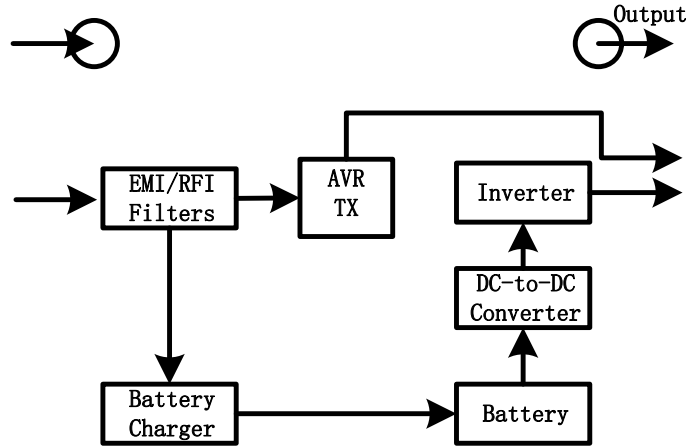 Output
EMI/RFI
Filters
AVR
TX
Inverter
DC-to-DC
Converter
Battery
Charger
Battery